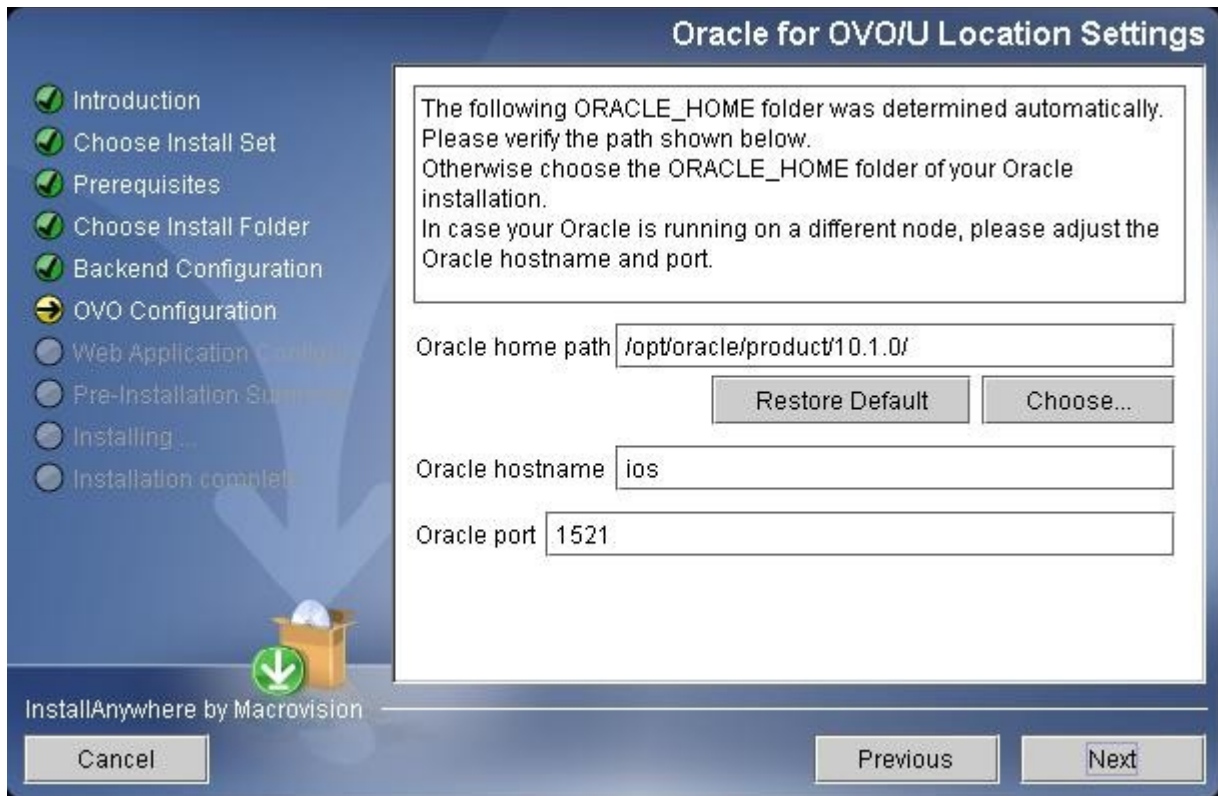 Oracle for OVO/U Location Settings
Introduction
Choose Install Set
Prerequisites
Choose Install Folder
Backend Configuration
OVO Configuration
Web Application
Pre-Installation
Installing ...
Installation complete
The following ORACLE_HOME folder was determined automatically.
Please verify the path shown below.
Otherwise choose the ORACLE_HOME folder of your Oracle
installation.
In case your Oracle is running on a different node, please adjust the
Oracle hostname and port.
Oracle home path /opt/oracle/product/10.1.0/
Restore Default Choose...
Oracle hostname ios
Oracle port 1521
InstallAnywhere by Macrovision
Cancel Previous Next